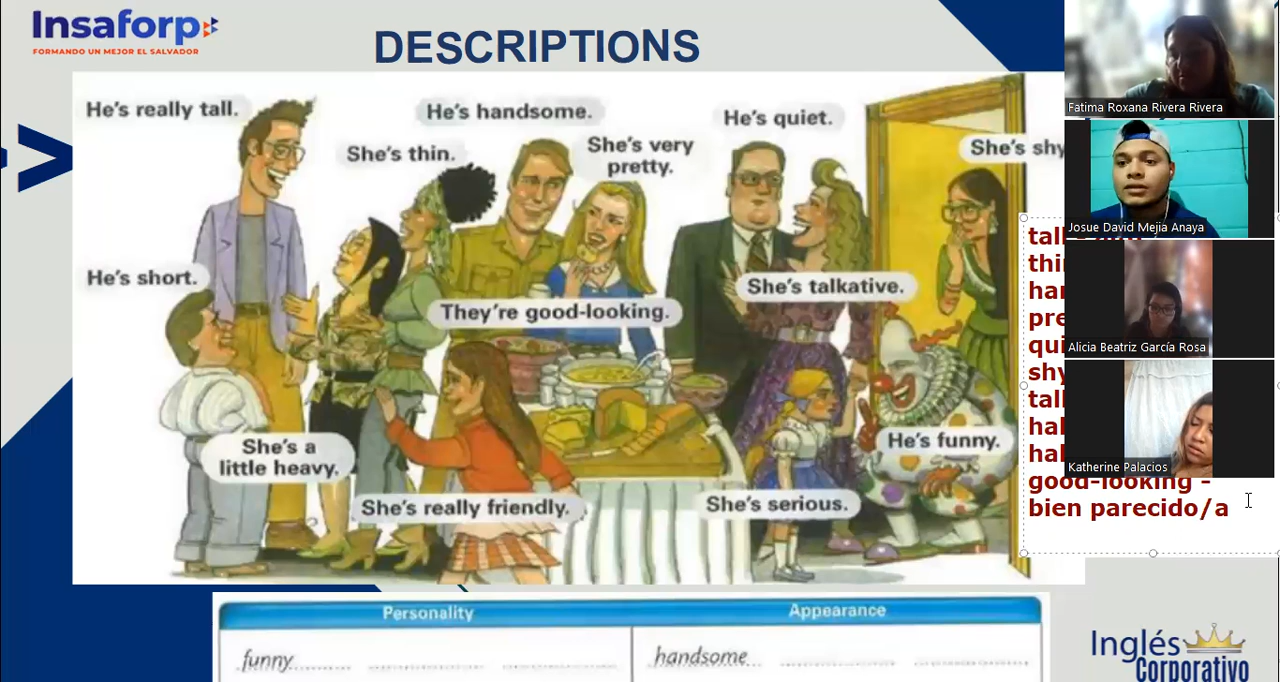 Insaforp
FORMANDO UN MEJOR EL SALVADOR
DESCRIPTIONS
He's really tall.
He's handsome.
He's quiet.
She's thin.
She's very
pretty.
She's shy
He's short.
She's talkative.
They're good-looking.
She's a
little heavy.
He's funny.
She's really friendly.
She's serious.
good-looking -
bien parecido/a
Fatima Roxana Rivera Rivera
Josue David Mejia Anaya
Alicia Beatriz García Rosa
Katherine Palacios
Personality
Appearance
funny
handsome
Inglés
Corporativo